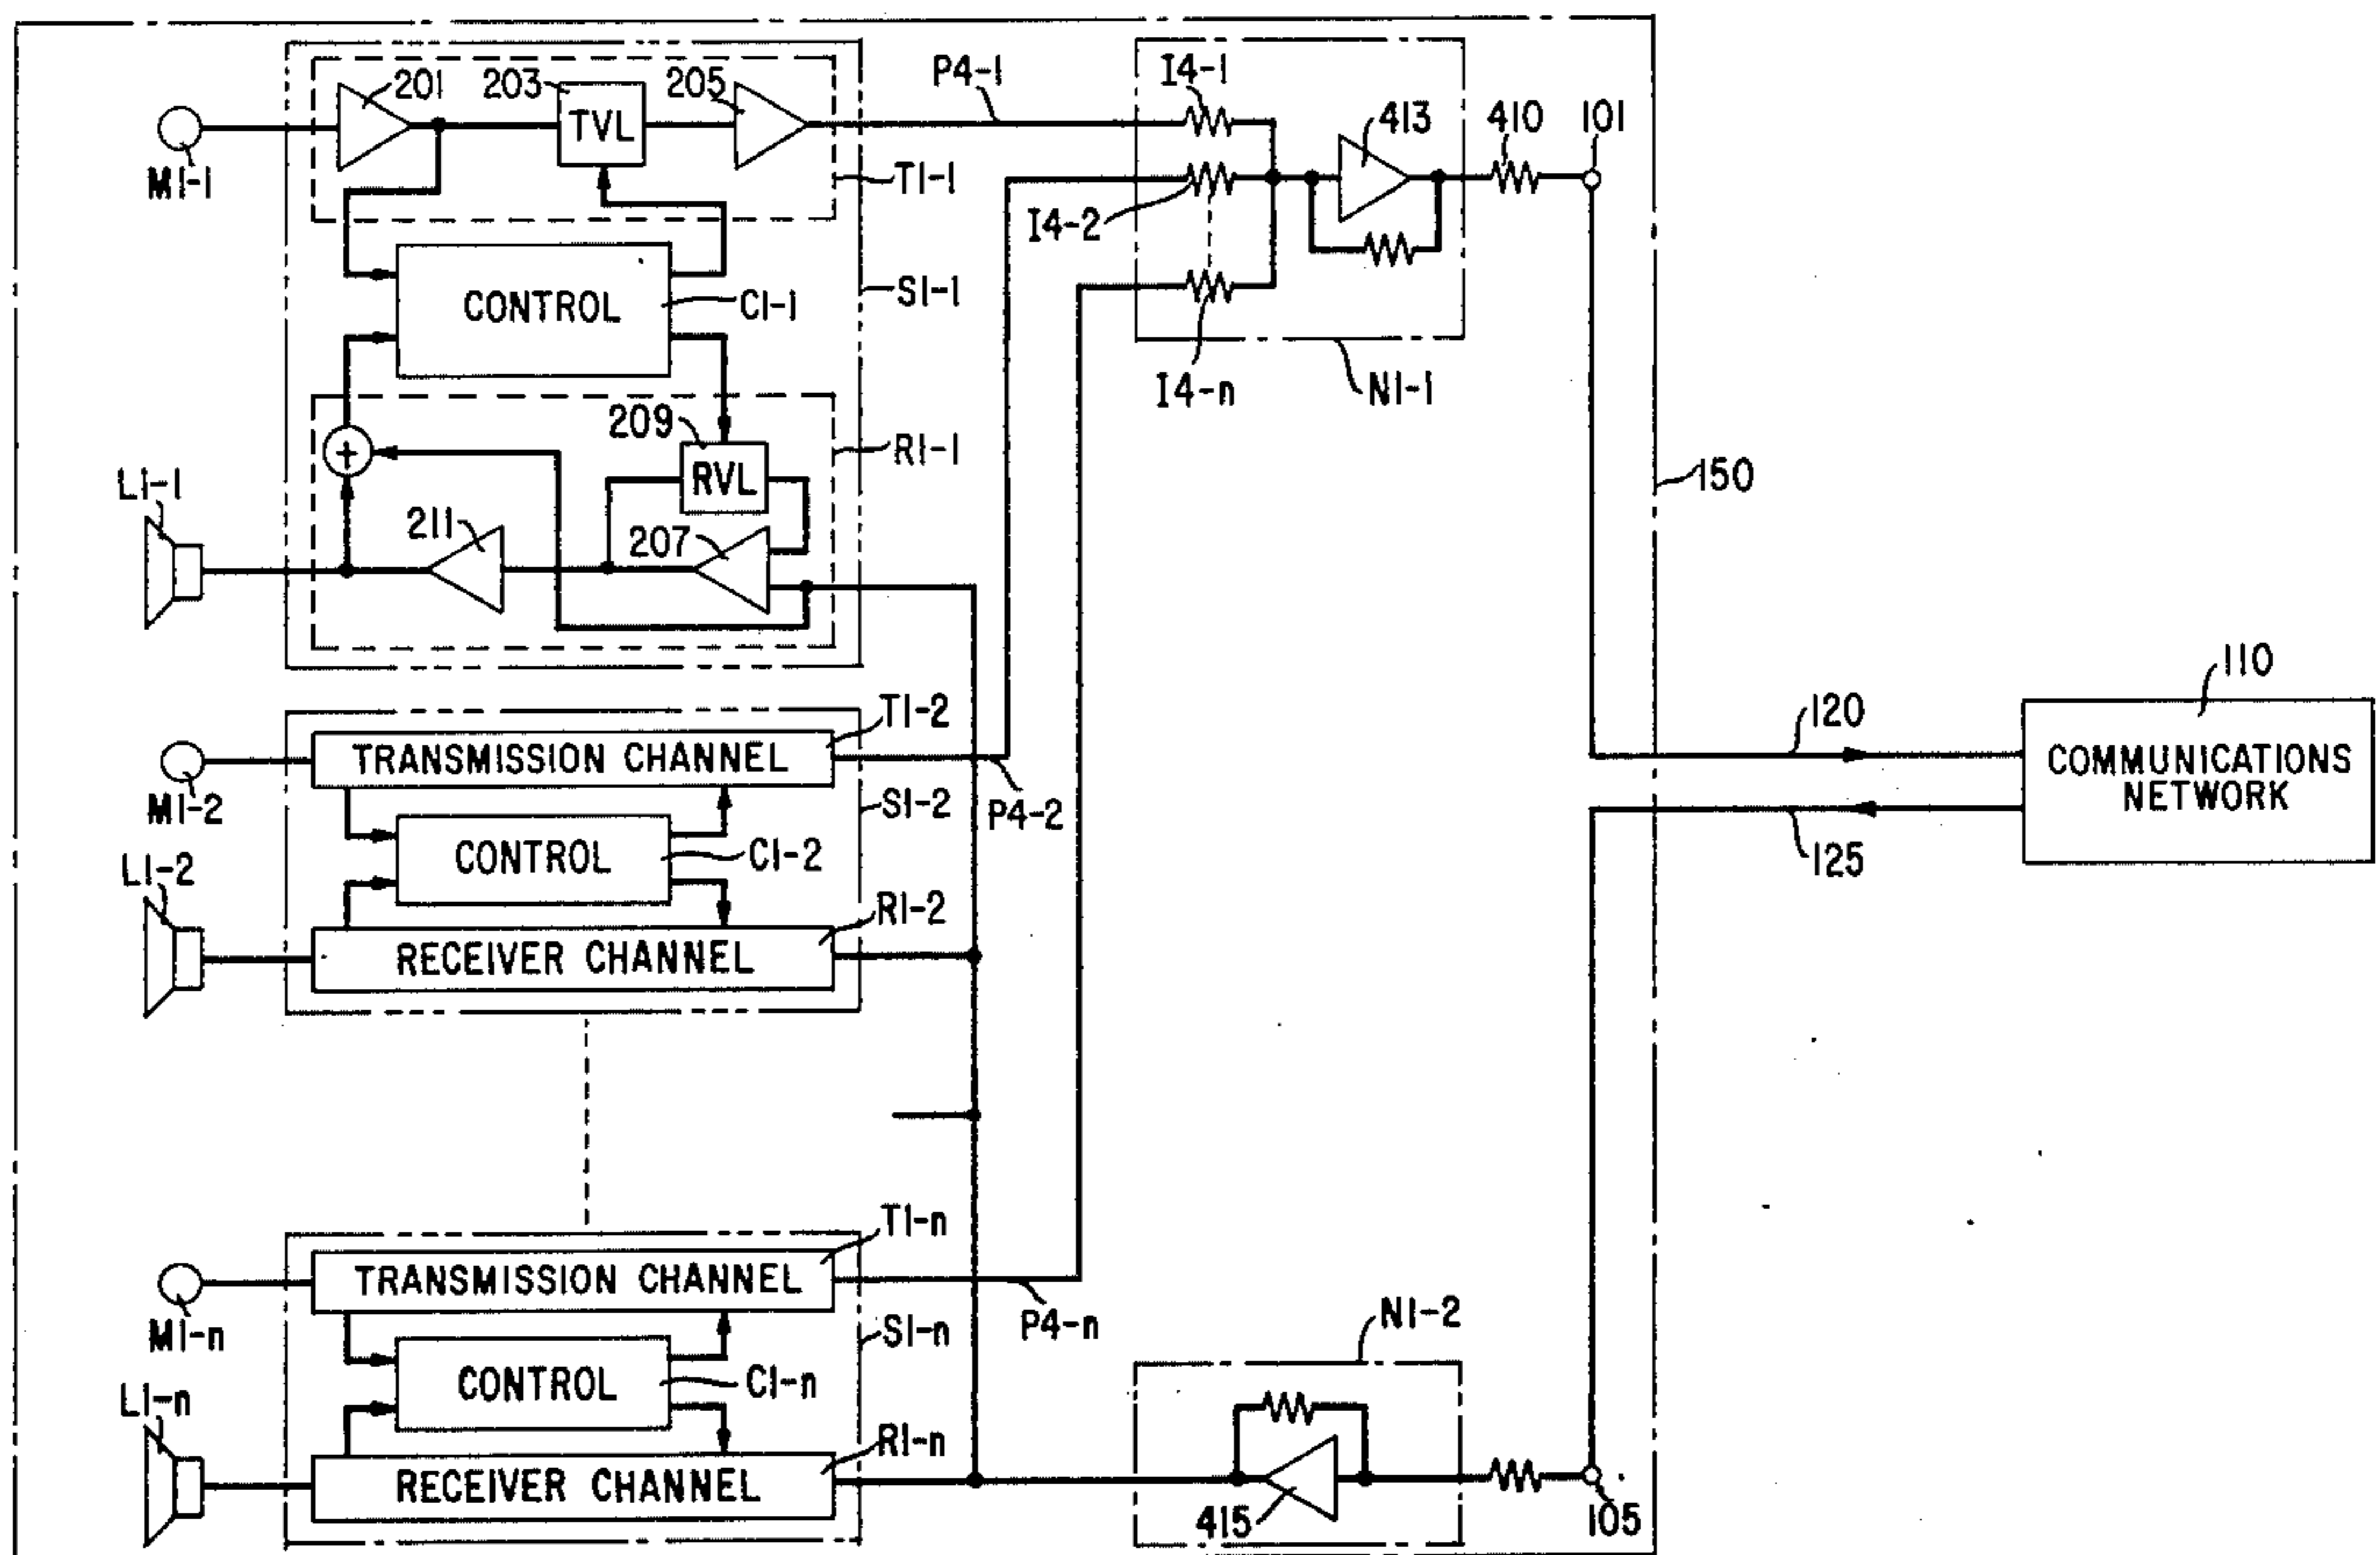 201
203
205
P4-1
I4-1
TVL
413
410
101
M1-1
T1-1
I4-2
CONTROL
C1-1
S1-1
I4-n
N1-1
209
+
R1-1
RVL
L1-1
211
207
150
T1-2
110
120
TRANSMISSION CHANNEL
COMMUNICATIONS
NETWORK
M1-2
S1-2
P4-2
CONTROL
C1-2
125
L1-2
R1-2
RECEIVER CHANNEL
T1-n
TRANSMISSION CHANNEL
M1-n
P4-n
N1-2
S1-n
CONTROL
C1-n
L1-n
R1-n
RECEIVER CHANNEL
415
105